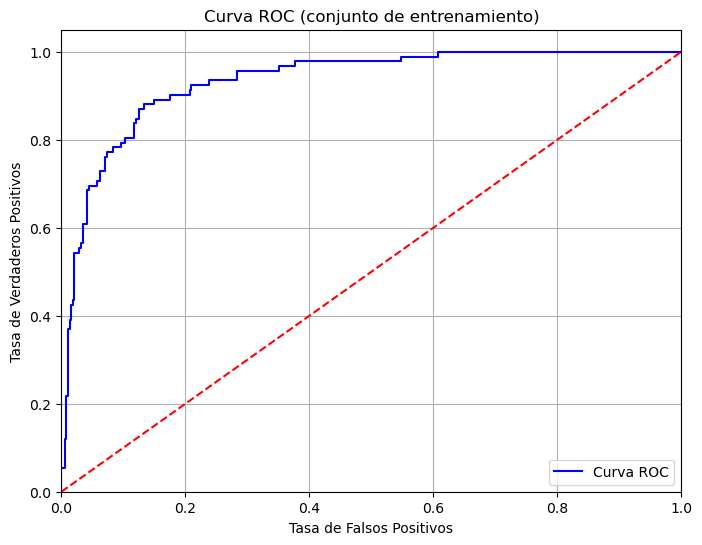 Curva ROC (conjunto de entrenamiento)
Tasa de Verdaderos Positivos
1.0
0.8
0.6
0.4
0.2
0.0
0.0 0.2 0.4 0.6 0.8 1.0
Tasa de Falsos Positivos
Curva ROC